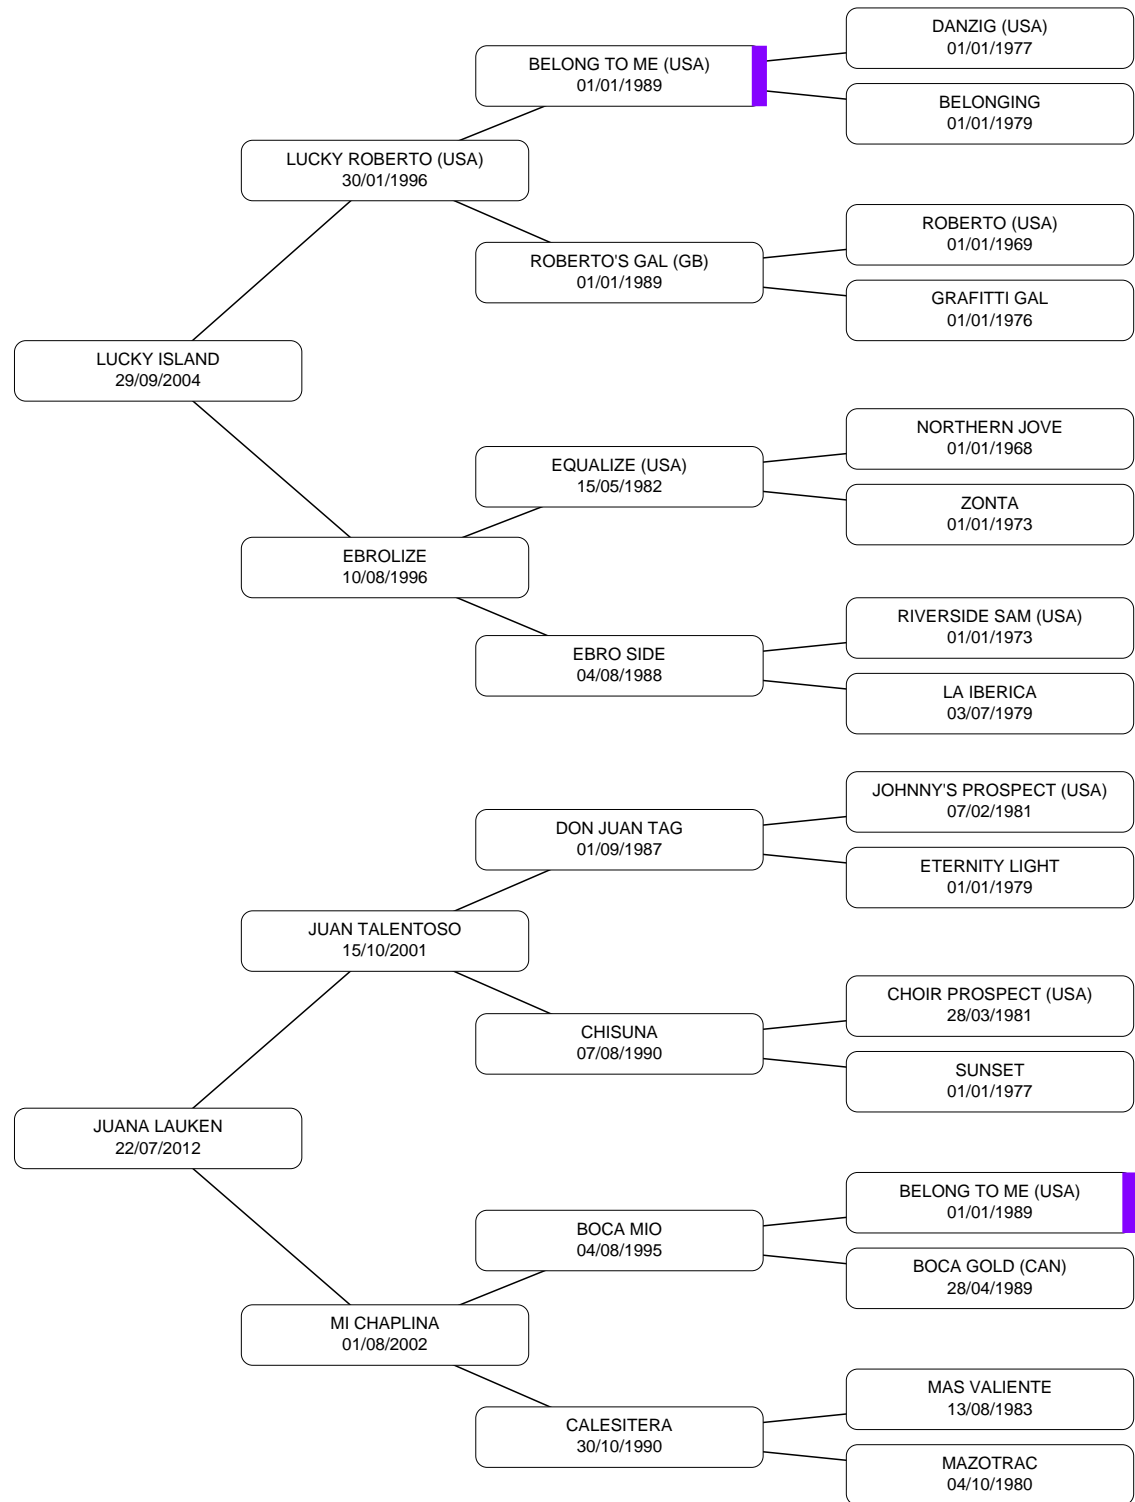 DANZIG (USA)
01/01/1977
BELONG TO ME (USA)
01/01/1989
BELONGING
01/01/1979
LUCKY ROBERTO (USA)
30/01/1996
ROBERTO (USA)
01/01/1969
ROBERTO'S GAL (GB)
01/01/1989
GRAFITTI GAL
01/01/1976
LUCKY ISLAND
29/09/2004
NORTHERN JOVE
01/01/1968
EQUALIZE (USA)
15/05/1982
ZONTA
01/01/1973
EBROLIZE
10/08/1996
RIVERSIDE SAM (USA)
01/01/1973
EBRO SIDE
04/08/1988
LA IBERICA
03/07/1979
JOHNNY'S PROSPECT (USA)
07/02/1981
DON JUAN TAG
01/09/1987
ETERNITY LIGHT
01/01/1979
JUAN TALENTOSO
15/10/2001
CHOIR PROSPECT (USA)
28/03/1981
CHISUNA
07/08/1990
SUNSET
01/01/1977
JUANA LAUKEN
22/07/2012
BELONG TO ME (USA)
01/01/1989
BOCA MIO
04/08/1995
BOCA GOLD (CAN)
28/04/1989
MI CHAPLINA
01/08/2002
MAS VALIENTE
13/08/1983
CALESITERA
30/10/1990
MAZOTRAC
04/10/1980